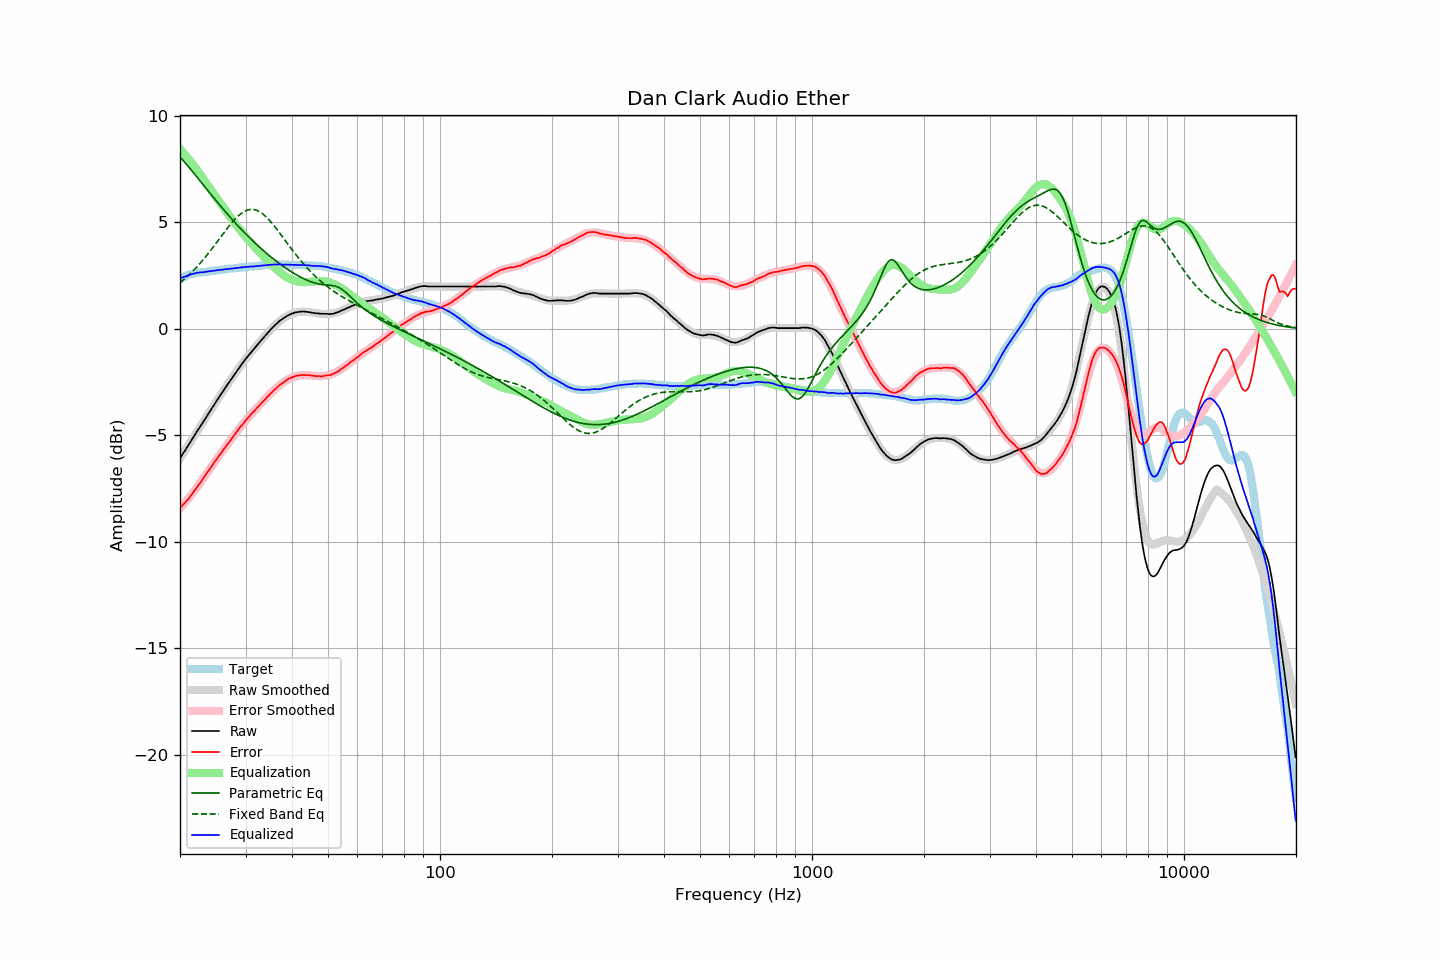 Dan Clark Audio Ether
Amplitude (dBr)
10
5
0
−5
−10
−15
−20
Target
Raw Smoothed
Error Smoothed
Raw
Error
Equalization
Parametric Eq
Fixed Band Eq
Equalized
100
1000
10000
Frequency (Hz)